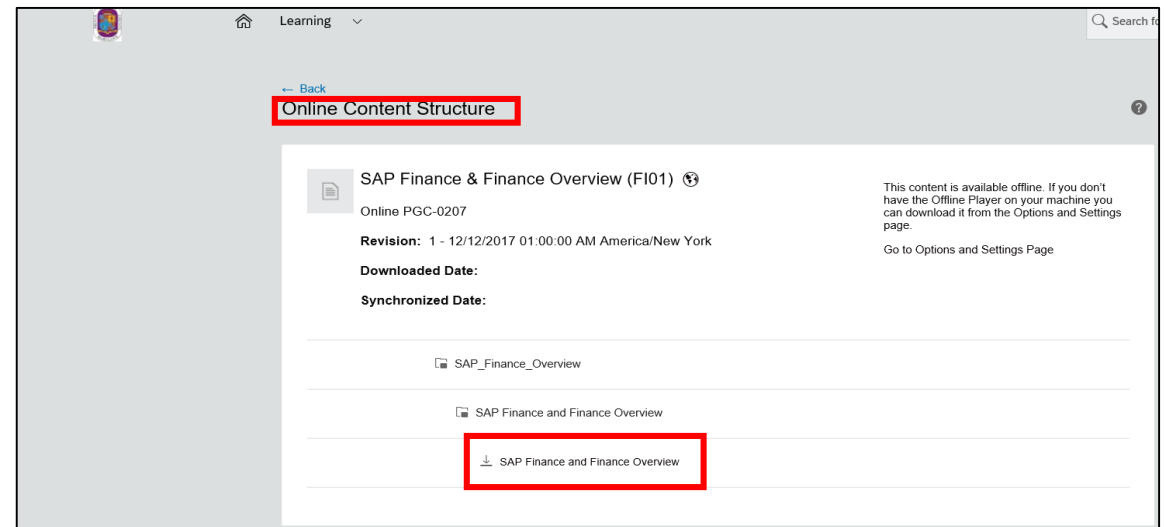 Learning
Search fo
← Back
Online Content Structure
SAP Finance & Finance Overview (FI01)
Online PGC-0207
Revision: 1 - 12/12/2017 01:00:00 AM America/New York
Downloaded Date:
Synchronized Date:
This content is available offline. If you don't
have the Offline Player on your machine you
can download it from the Options and Settings
page.
Go to Options and Settings Page
SAP_Finance_Overview
SAP Finance and Finance Overview
SAP Finance and Finance Overview